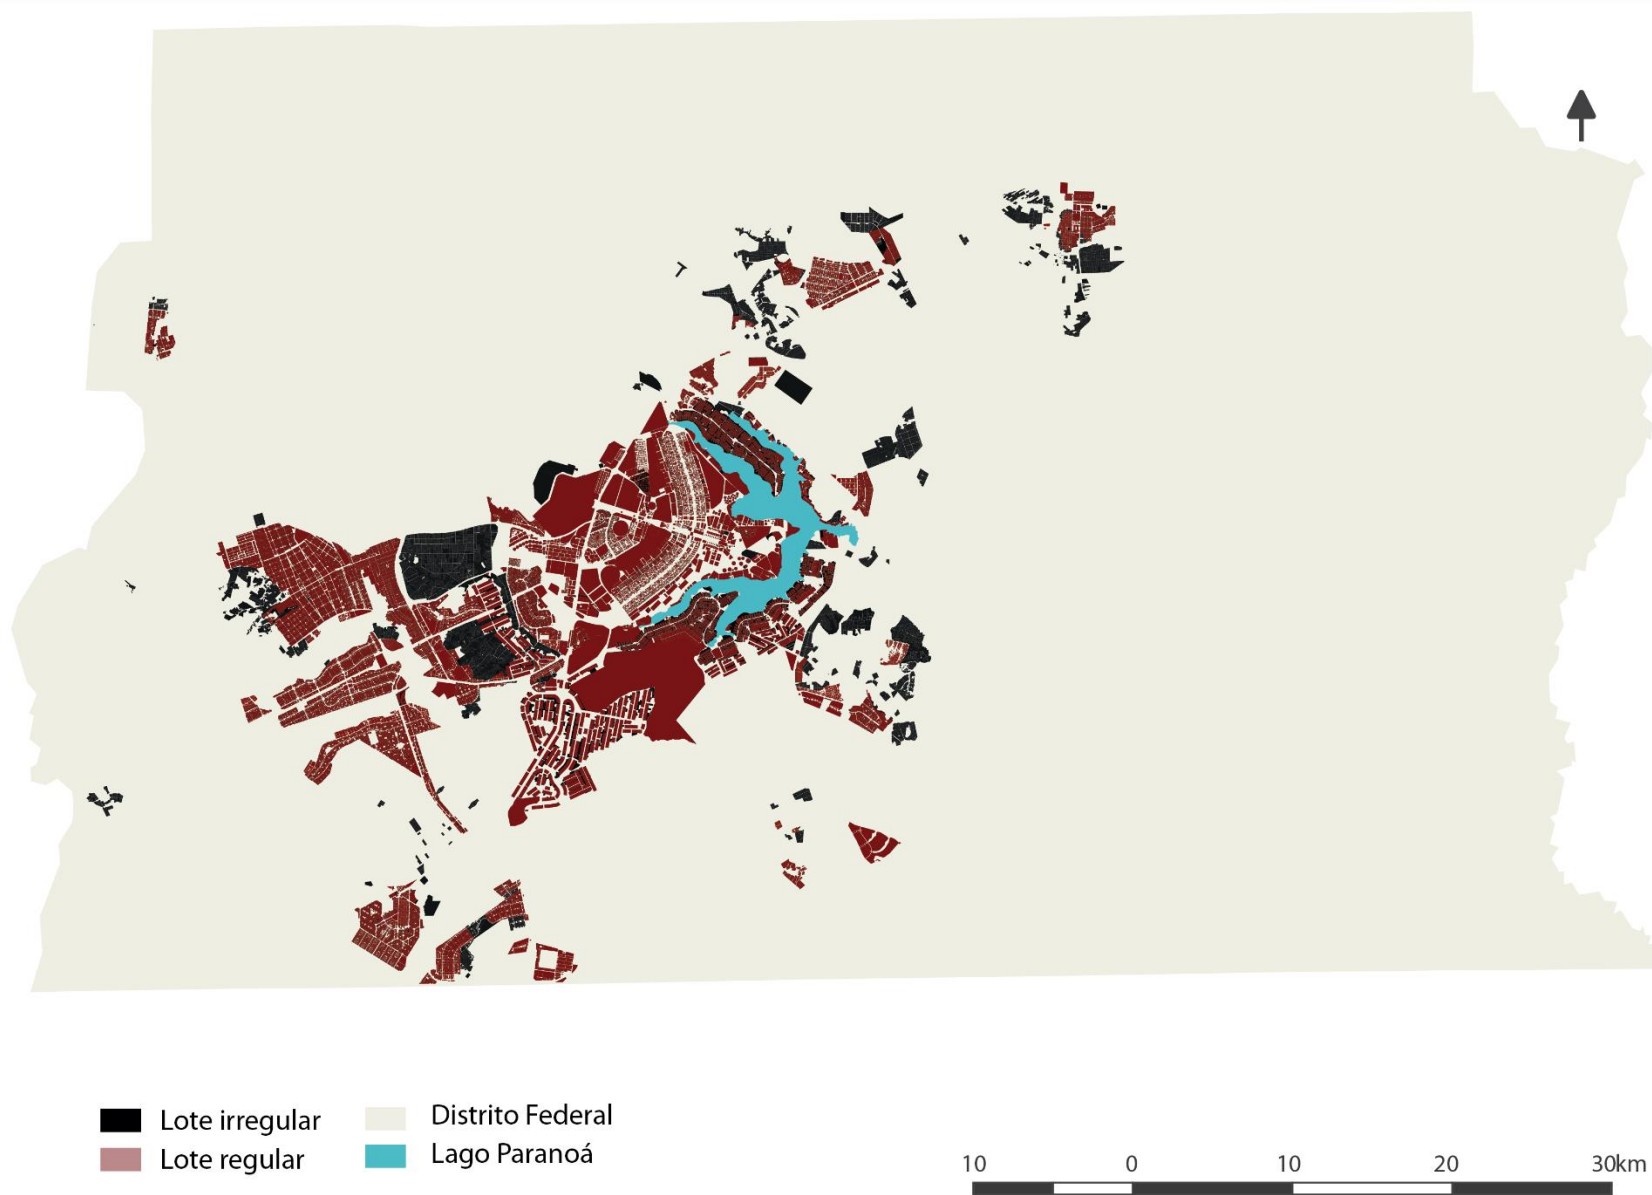 Lote irregular
Lote regular
Distrito Federal
Lago Paranoá
10 0 10 20 30km